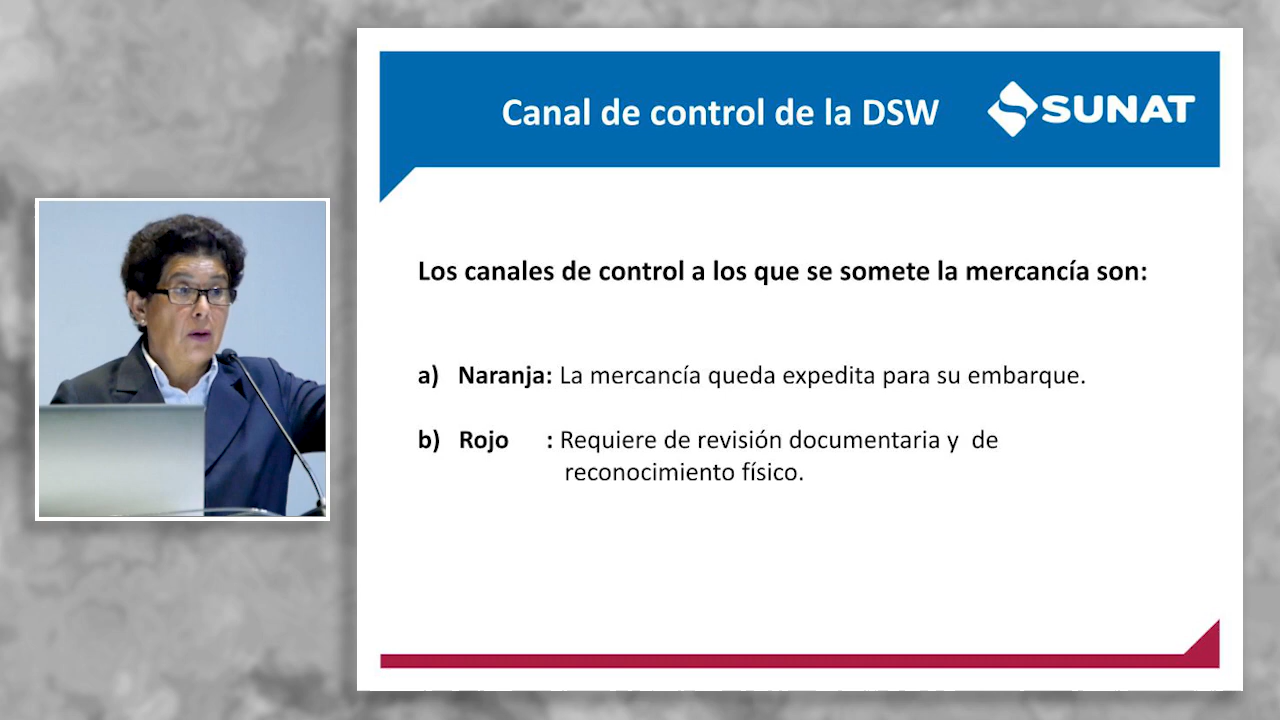 Canal de control de la DSW
SUNAT
Los canales de control a los que se somete la mercancía son:
a) Naranja: La mercancía queda expedita para su embarque.
b) Rojo : Requiere de revisión documentaria y de
reconocimiento físico.